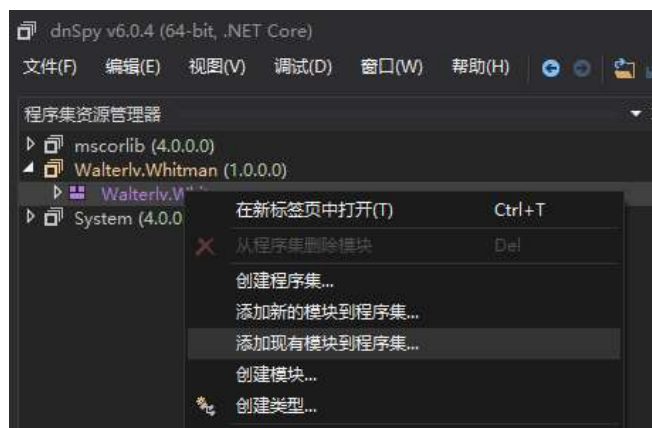 dnSpy v6.0.4 (64-bit, .NET Core)
文件(F) 编辑(E) 视图(V) 调试(D) 窗口(W) 帮助(H)
程序集资源管理器
mscorlib (4.0.0.0)
Walterlv.Whitman (1.0.0.0)
Walterlv.Whitm
System (4.0.0
在新标签页中打开(T) Ctrl+T
从程序集删除模块 Del
创建程序集...
添加新的模块到程序集...
添加现有模块到程序集...
创建模块...
创建类型...